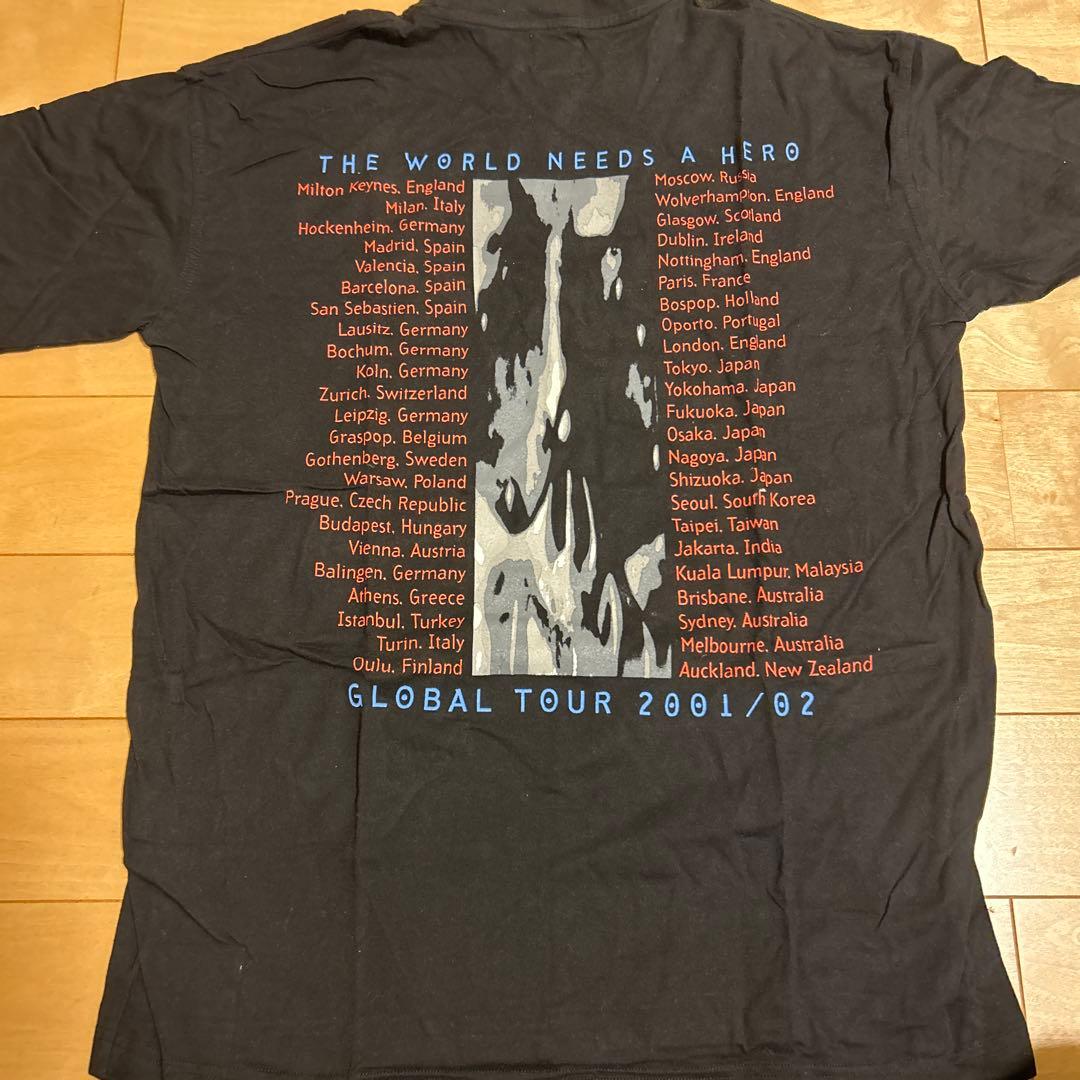 THE WORLD NEEDS A HERO
Milton Keynes, England
Milan, Italy
Hockenheim, Germany
Madrid, Spain
Valencia, Spain
Barcelona, Spain
San Sebastien, Spain
Lausitz, Germany
Bochum, Germany
Koln, Germany
Zurich, Switzerland
Leipzig, Germany
Graspop, Belgium
Gothenberg, Sweden
Warsaw, Poland
Prague, Czech Republic
Budapest, Hungary
Vienna, Austria
Balingen, Germany
Athens, Greece
Istanbul, Turkey
Turin, Italy
Oulu, Finland
Moscow, Russia
Wolverhampton, England
Glasgow, Scotland
Dublin, Ireland
Nottingham, England
Paris, France
Bospop, Holland
Oporto, Portugal
London, England
Tokyo, Japan
Yokohama, Japan
Fukuoka, Japan
Osaka, Japan
Nagoya, Japan
Shizuoka, Japan
Seoul, South Korea
Taipei, Taiwan
Jakarta, India
Kuala Lumpur, Malaysia
Brisbane, Australia
Sydney, Australia
Melbourne, Australia
Auckland, New Zealand
GLOBAL TOUR 2001/02